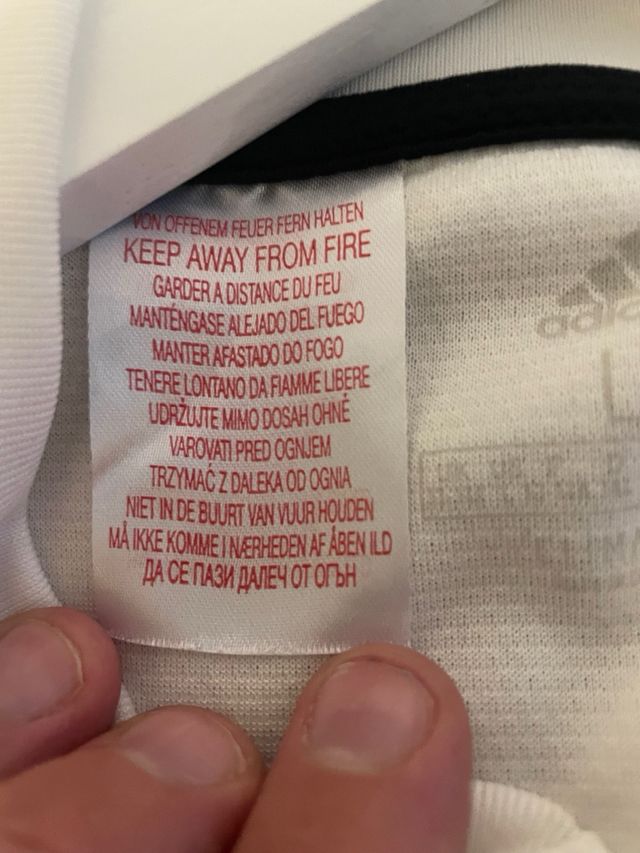 VON OFFENEM FEUER FERN HALTEN
KEEP AWAY FROM FIRE
GARDER A DISTANCE DU FEU
MANTÉNGASE ALEJADO DEL FUEGO
MANTER AFASTADO DO FOGO
TENERE LONTANO DA FIAMME LIBERE
UDRŽUJTE MIMO DOSAH OHNĚ
VAROVATI PRED OGNJEM
TRZYMAĆ Z DALEKA OD OGNIA
NIET IN DE BUURT VAN VUUR HOUDEN
MÅ IKKE KOMME I NÆRHEDEN AF ÅBEN ILD
ДА СЕ ПАЗИ ДАЛЕЧ ОТ ОГЪН
L